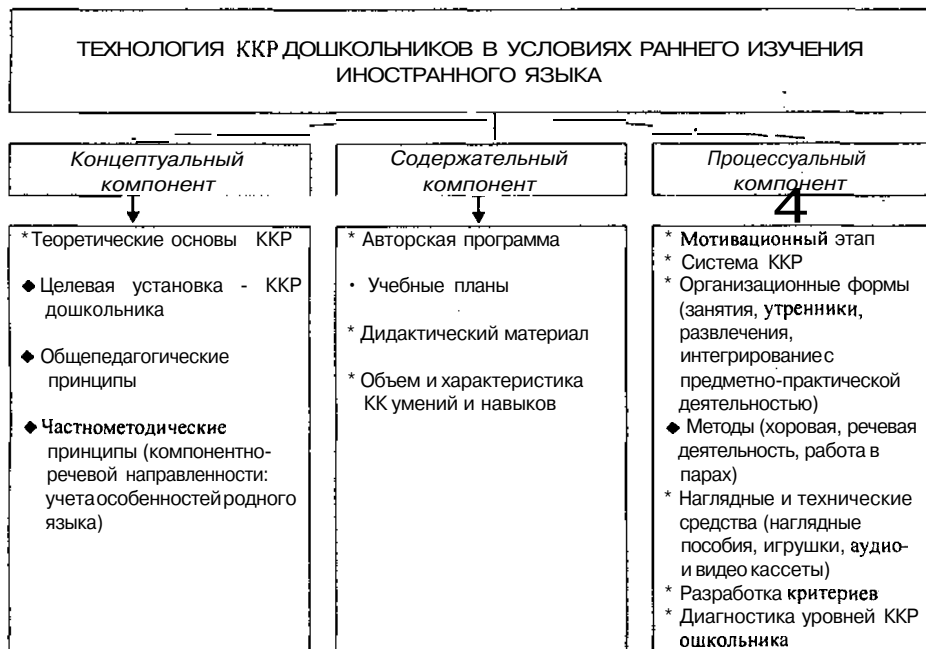 ТЕХНОЛОГИЯ ККР ДОШКОЛЬНИКОВ В УСЛОВИЯХ РАННЕГО ИЗУЧЕНИЯ
ИНОСТРАННОГО ЯЗЫКА
Концептуальный
компонент
* Теоретические основы ККР
◆ Целевая установка - ККР
дошкольника
◆ Общепедагогические
принципы
◆ Частнометодические
принципы (компонентно-
речевой направленности:
учета особенностей родного
языка)
Содержательный
компонент
* Авторская программа
· Учебные планы
* Дидактический материал
* Объем и характеристика
КК умений и навыков
Процессуальный
компонент
4
* Мотивационный этап
* Система ККР
* Организационные формы
(занятия, утренники,
развлечения,
интегрирование с
предметно-практической
деятельностью)
◆ Методы (хоровая, речевая
деятельность, работа в
парах)
* Наглядные и технические
средства (наглядные
пособия, игрушки, аудио-
и видео кассеты)
* Разработка критериев
* Диагностика уровней ККР
ошкольника